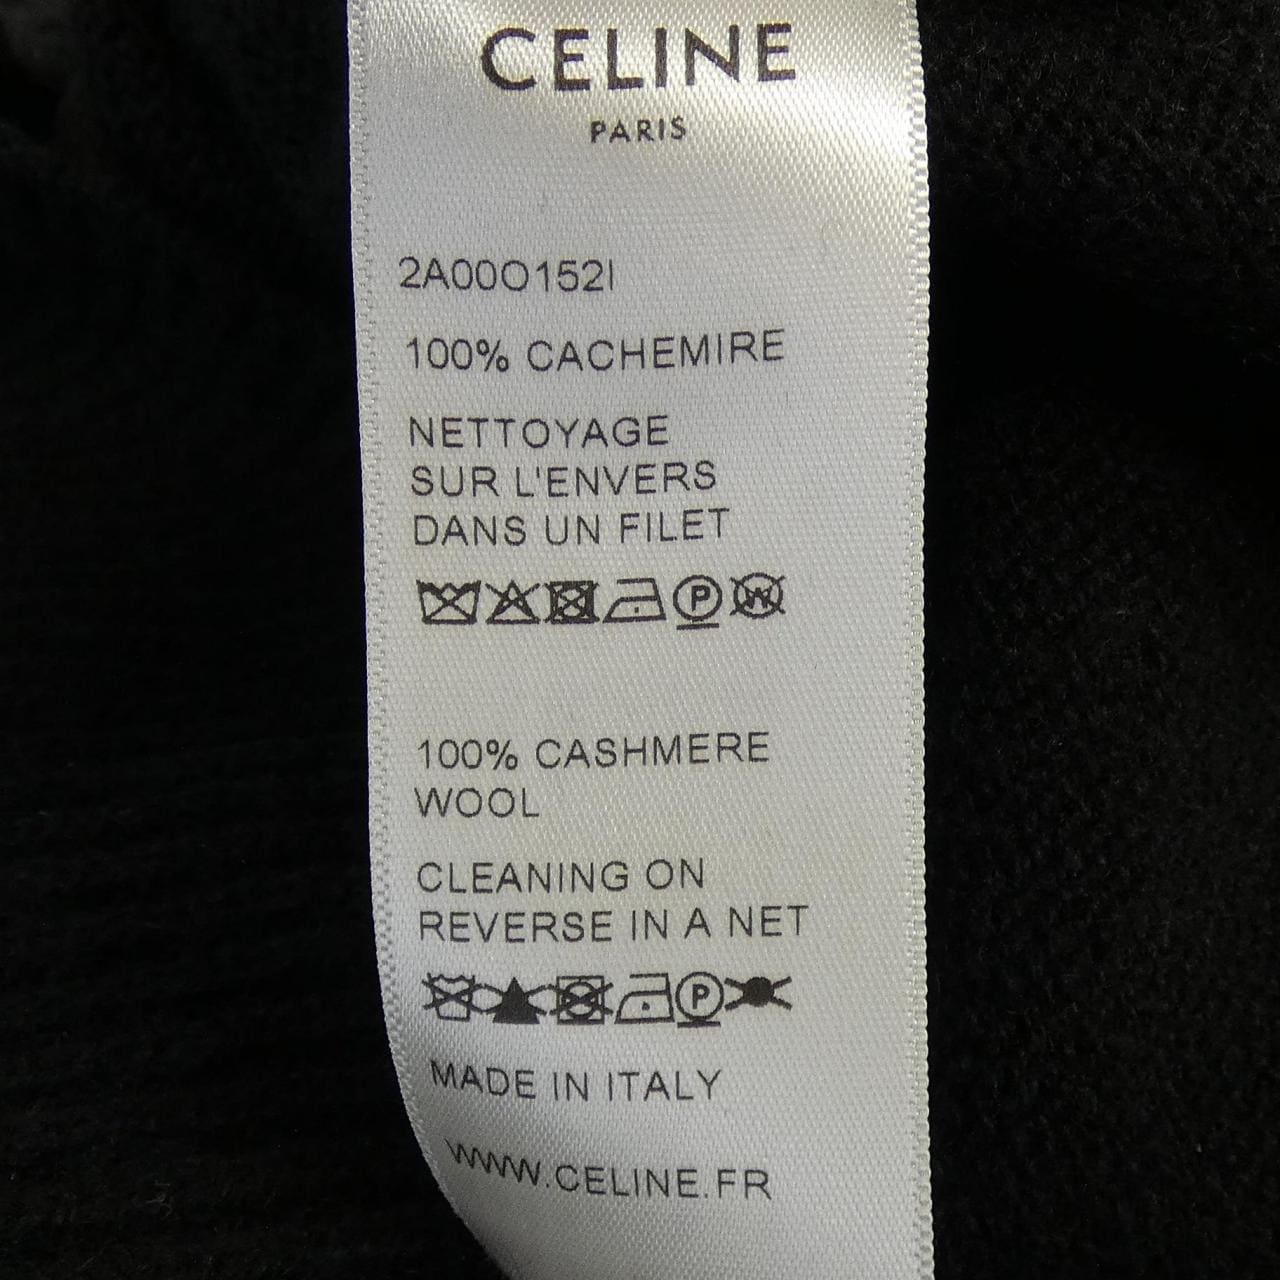 CELINE
PARIS
2A00O152I
100% CACHEMIRE
NETTOYAGE
SUR L'ENVERS
DANS UN FILET
P W
100% CASHMERE
WOOL
CLEANING ON
REVERSE IN A NET
P
MADE IN ITALY
WWW.CELINE.FR